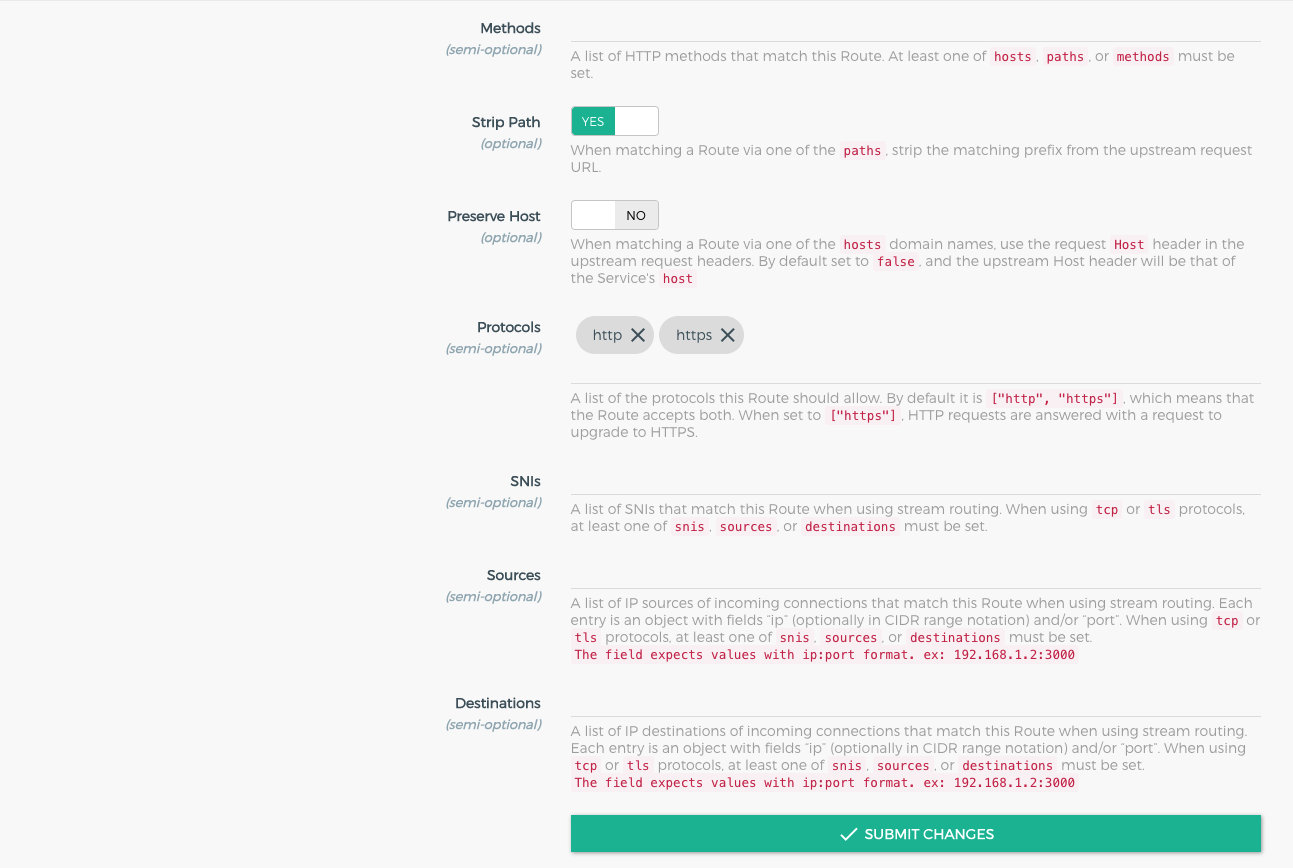 Methods
(semi-optional)
A list of HTTP methods that match this Route. At least one of hosts, paths, or methods must be
set.
Strip Path
(optional)
YES
When matching a Route via one of the paths, strip the matching prefix from the upstream request
URL.
Preserve Host
(optional)
NO
When matching a Route via one of the hosts domain names, use the request Host header in the
upstream request headers. By default set to false, and the upstream Host header will be that of
the Service's host
Protocols
(semi-optional)
http
https
A list of the protocols this Route should allow. By default it is ["http", "https"], which means that
the Route accepts both. When set to ["https"], HTTP requests are answered with a request to
upgrade to HTTPS.
SNIs
(semi-optional)
A list of SNIs that match this Route when using stream routing. When using tcp or tls protocols,
at least one of snis, sources, or destinations must be set.
Sources
(semi-optional)
A list of IP sources of incoming connections that match this Route when using stream routing. Each
entry is an object with fields “ip” (optionally in CIDR range notation) and/or “port”. When using tcp or
tls protocols, at least one of snis, sources, or destinations must be set.
The field expects values with ip:port format. ex: 192.168.1.2:3000
Destinations
(semi-optional)
A list of IP destinations of incoming connections that match this Route when using stream routing.
Each entry is an object with fields “ip” (optionally in CIDR range notation) and/or “port”. When using
tcp or tls protocols, at least one of snis, sources, or destinations must be set.
The field expects values with ip:port format. ex: 192.168.1.2:3000
SUBMIT CHANGES